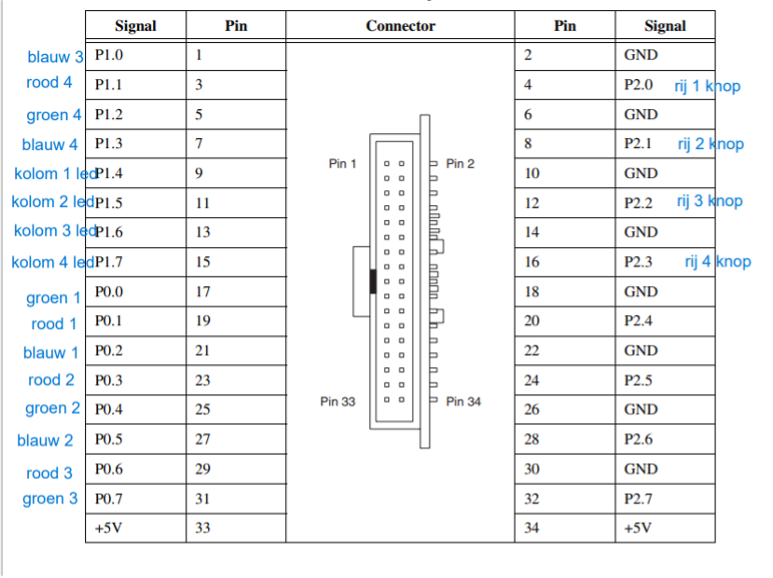 Signal Pin Connector Pin Signal
blauw 3 P1.0 1 2 GND
rood 4 P1.1 3 4 P2.0 rij 1 knop
groen 4 P1.2 5 6 GND
blauw 4 P1.3 7 8 P2.1 rij 2 knop
Pin 1 Pin 2
kolom 1 led P1.4 9 10 GND
kolom 2 led P1.5 11 12 P2.2 rij 3 knop
kolom 3 led P1.6 13 14 GND
kolom 4 led P1.7 15 16 P2.3 rij 4 knop
groen 1 P0.0 17 18 GND
rood 1 P0.1 19 20 P2.4
blauw 1 P0.2 21 22 GND
rood 2 P0.3 23 24 P2.5
Pin 33 Pin 34
groen 2 P0.4 25 26 GND
blauw 2 P0.5 27 28 P2.6
rood 3 P0.6 29 30 GND
groen 3 P0.7 31 32 P2.7
+5V 33 34 +5V